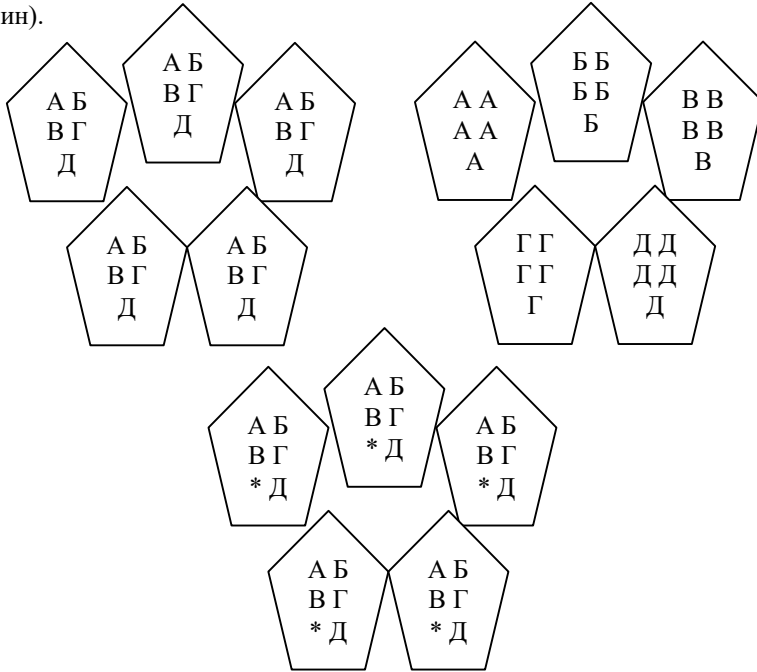 ин).
А Б
В Г
Д
А Б
В Г
Д
А Б
В Г
Д
А Б
В Г
Д
А Б
В Г
Д
А А
А А
А
Б Б
Б Б
Б
В В
В В
В
Г Г
Г Г
Г
Д Д
Д Д
Д
А Б
В Г
* Д
А Б
В Г
* Д
А Б
В Г
* Д
А Б
В Г
* Д
А Б
В Г
* Д